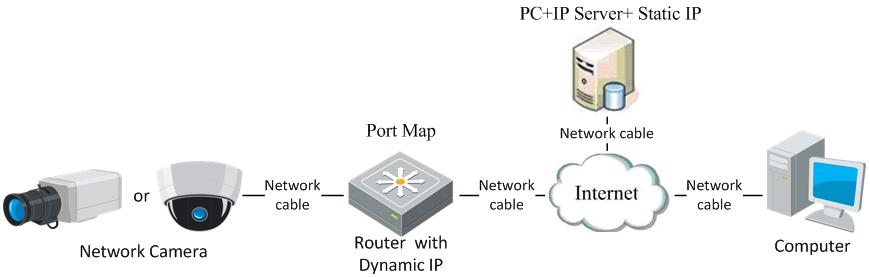 PC+IP Server+ Static IP
Network cable
Port Map
or
Network
cable
Network
cable
Internet
Network
cable
Network Camera
Router with
Dynamic IP
Computer